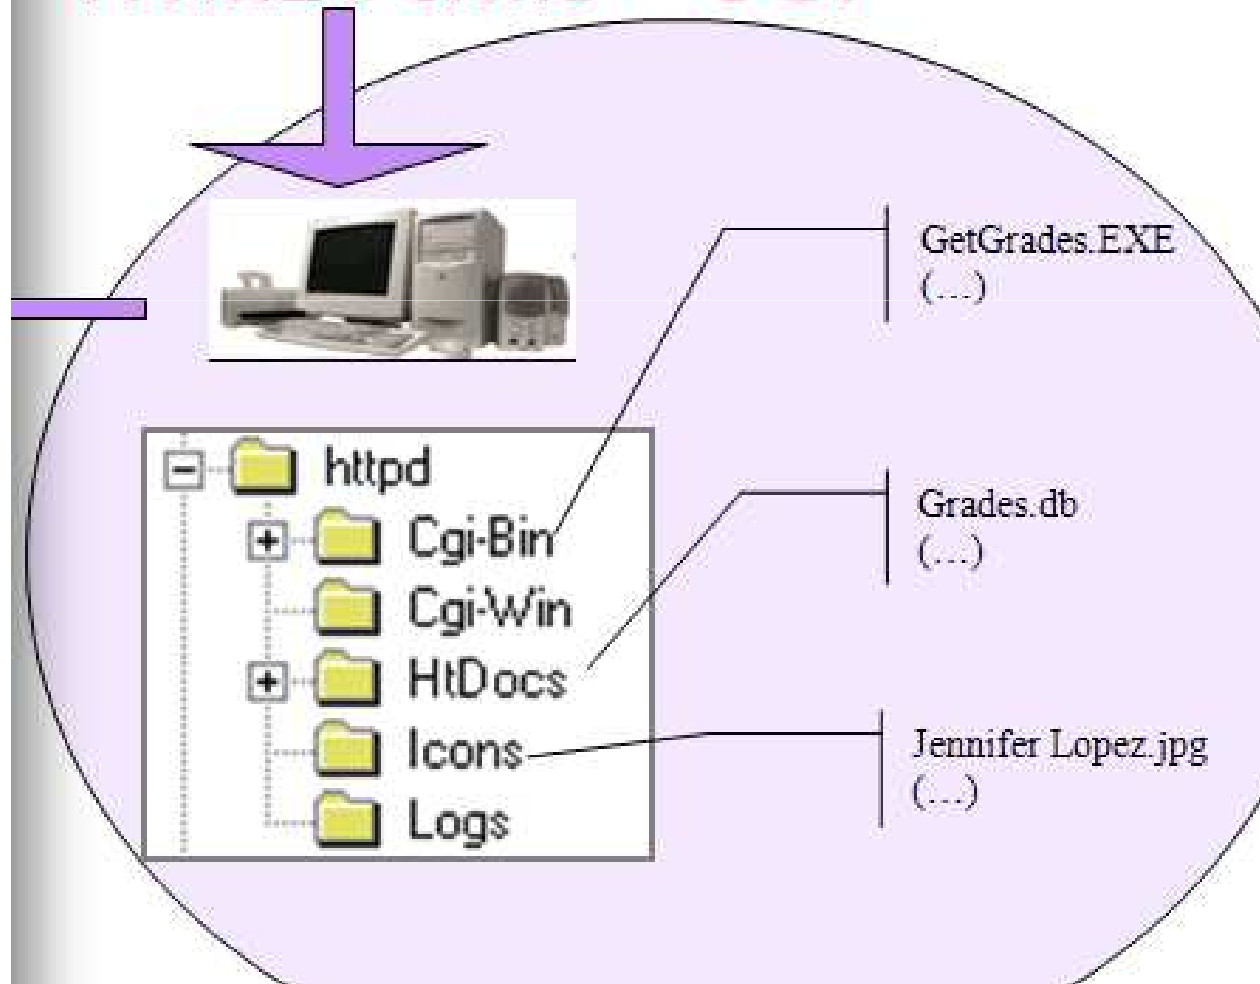 GetGrades.EXE
(...)
httpd
Cgi-Bin
Cgi-Win
HtDocs
Icons
Logs
Grades.db
(...)
Jennifer Lopez.jpg
(...)